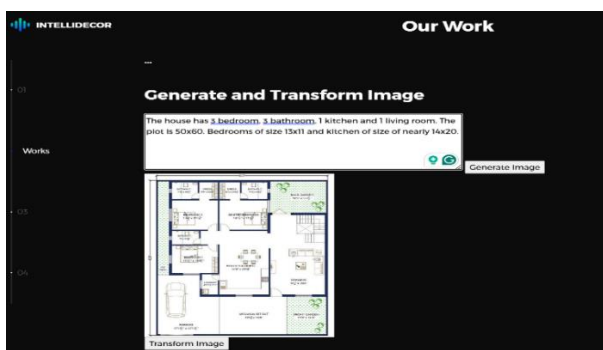 INTELLIDECOR
Our Work
01
Generate and Transform Image
The house has 3 bedroom, 3 bathroom, 1 kitchen and 1 living room. The
plot is 50x60. Bedrooms of size 13x11 and kitchen of size of nearly 14x20.
Works
Generate Image
03
04
Transform Image